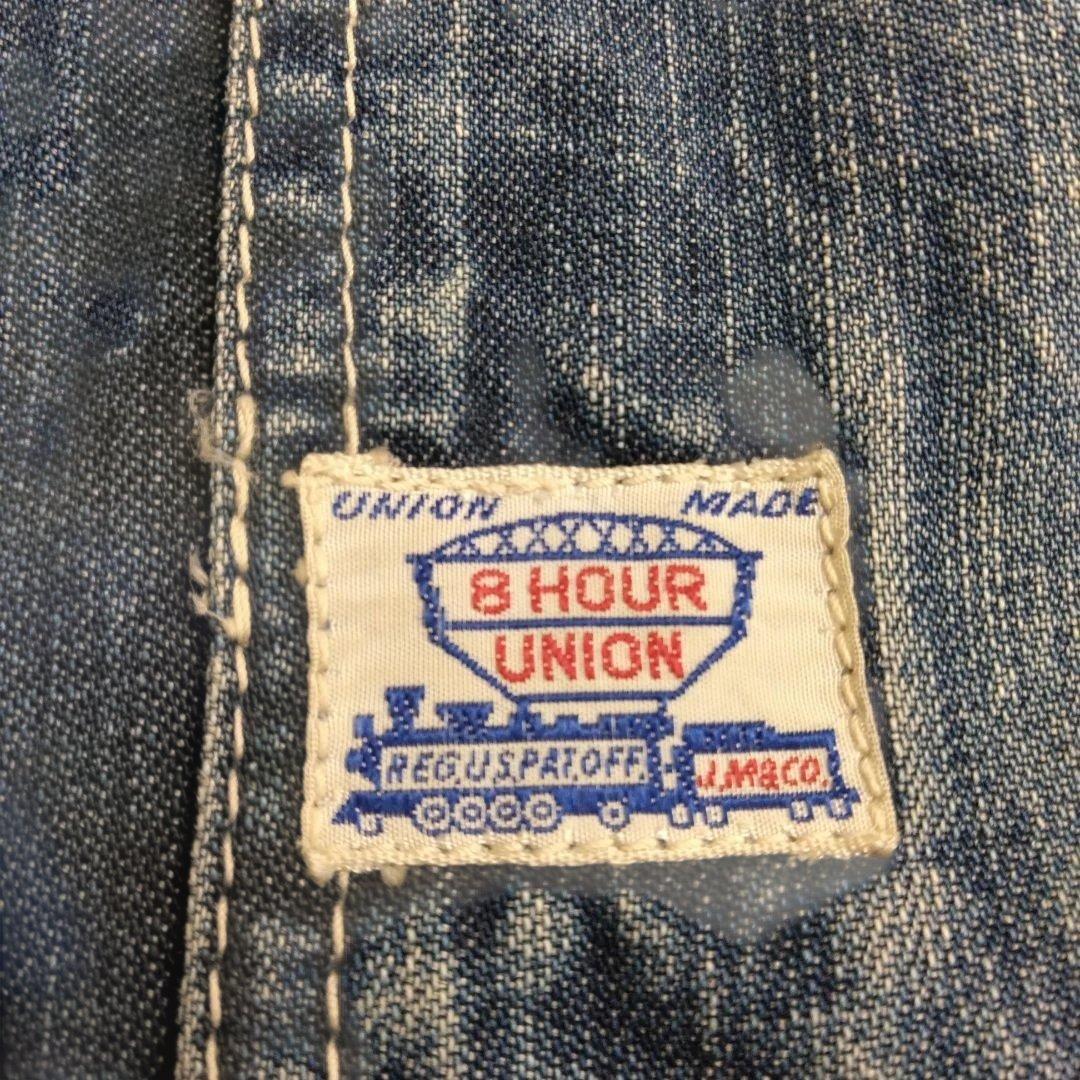 UNION MADE
8 HOUR
UNION
REG.U.S.PAT.OFF.
J.M&CO.